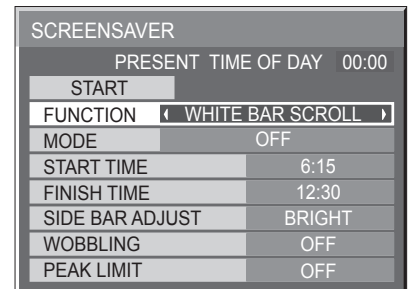 SCREENSAVER
PRESENT TIME OF DAY 00:00
START
FUNCTION WHITE BAR SCROLL
MODE OFF
START TIME 6:15
FINISH TIME 12:30
SIDE BAR ADJUST BRIGHT
WOBBLING OFF
PEAK LIMIT OFF